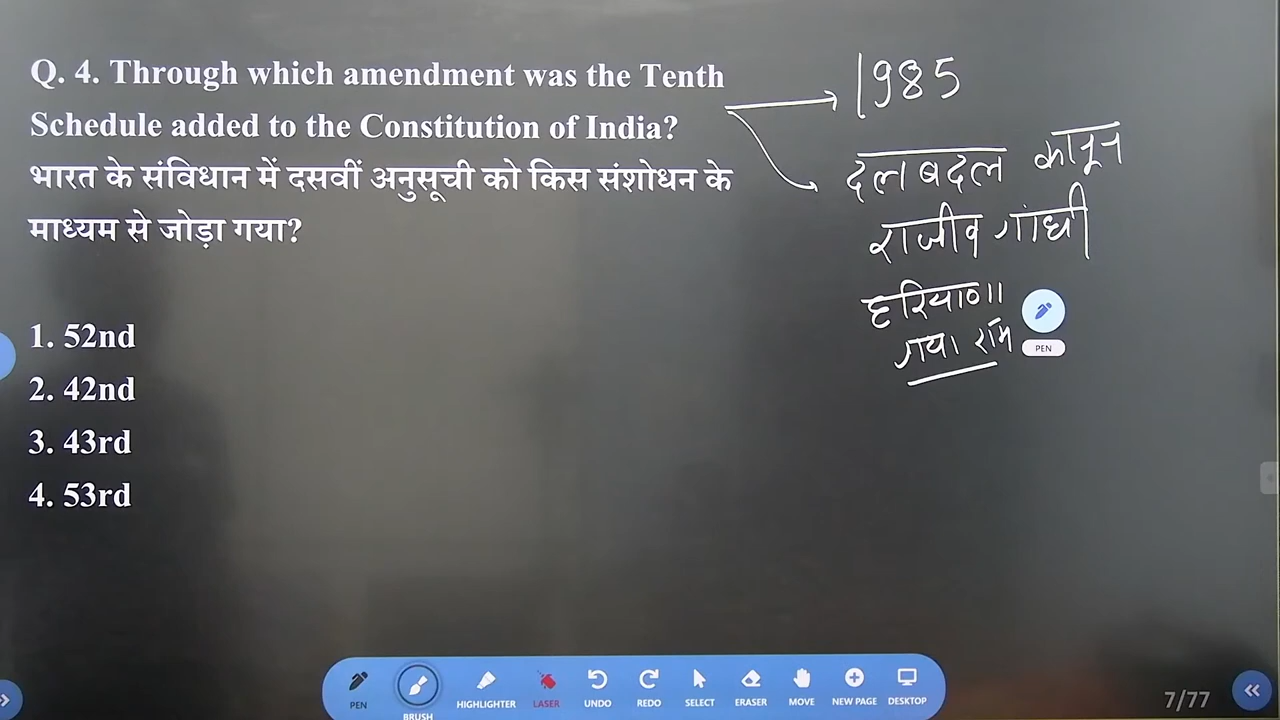 Q. 4. Through which amendment was the Tenth
Schedule added to the Constitution of India?
भारत के संविधान में दसवीं अनुसूची को किस संशोधन के
माध्यम से जोड़ा गया?
1. 52nd
2. 42nd
3. 43rd
4. 53rd
1985
दल बदल कानून
राजीव गांधी
हरियाणा
गया राम
PEN
PEN
BRUSH
HIGHLIGHTER
LASER
UNDO
REDO
SELECT
ERASER
MOVE
NEW PAGE
DESKTOP
7/77